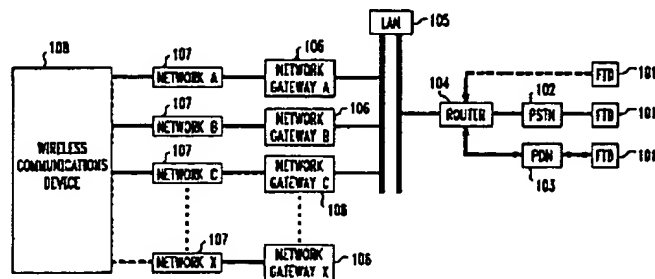 LAN
105
108
107
106
NETWORK A
NETWORK
GATEWAY A
104
102
FTD
101
107
106
ROUTER
PSTN
FTD
101
NETWORK B
NETWORK
GATEWAY B
WIRELESS
COMMUNICATIONS
DEVICE
107
NETWORK C
NETWORK
GATEWAY C
106
PDN
103
FTD
101
107
NETWORK X
NETWORK
GATEWAY X
106